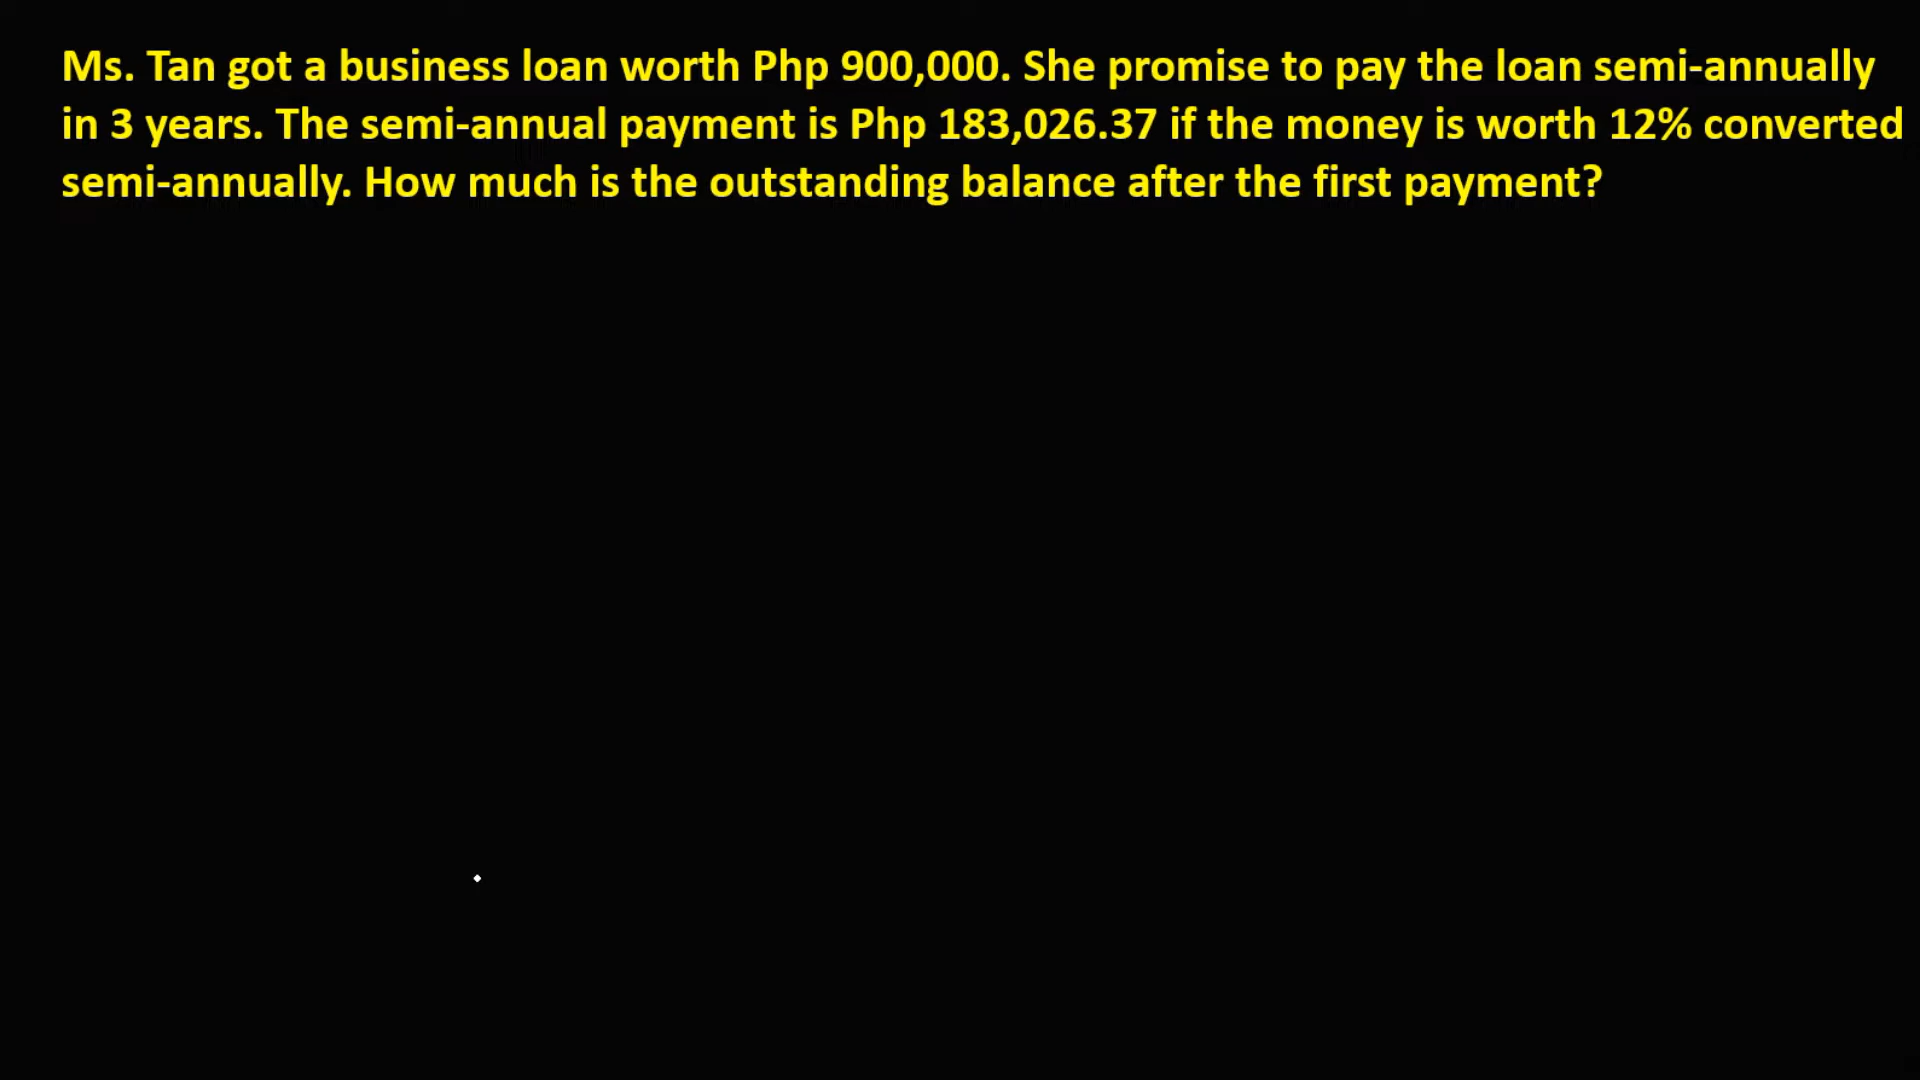 Ms. Tan got a business loan worth Php 900,000. She promise to pay the loan semi-annually
in 3 years. The semi-annual payment is Php 183,026.37 if the money is worth 12% converted
semi-annually. How much is the outstanding balance after the first payment?